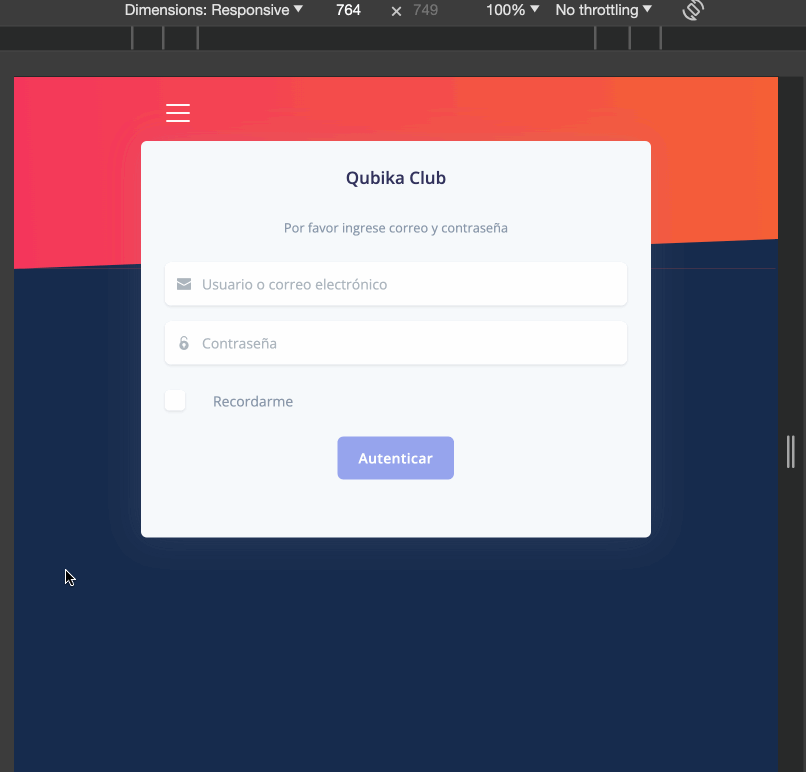 Dimensions: Responsive 764 × 749 100% No throttling
Qubika Club
Por favor ingrese correo y contraseña
Usuario o correo electrónico
Contraseña
Recordarme
Autenticar